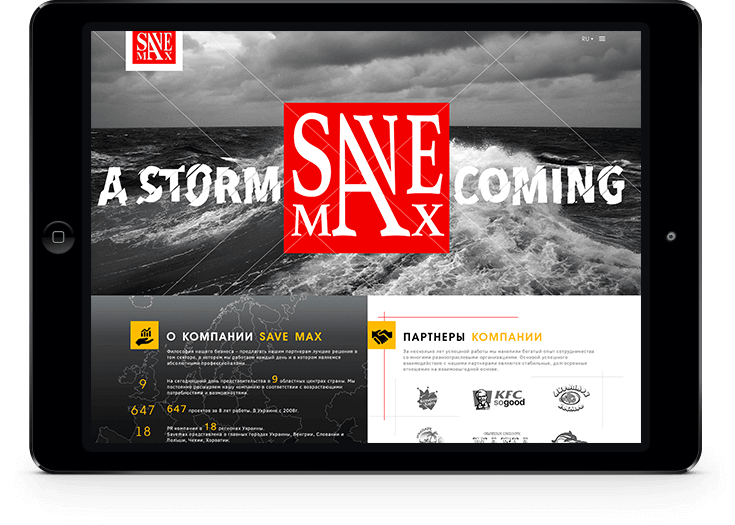 SAVE
MAX
RU
SAVE
MAX
A STORM
COMING
О КОМПАНИИ SAVE MAX
Философия нашего бизнеса – предлагать нашим партнерам лучшие решения в
том секторе, в котором мы работаем каждый день и в котором являемся
абсолютными профессионалами.
9
На сегодняшний день представительства в 9 областных центрах страны. Мы
постоянно расширяем нашу компанию в соответствии с возрастающими
потребностями и возможностями.
647
647 проектов за 8 лет работы. В Украине с 2008г.
18
PR компании в 18 регионах Украины.
Savemax представлена в главных городах Украины, Венгрии, Словакии и
Польши, Чехии, Хорватии.
ПАРТНЕРЫ КОМПАНИИ
За несколько лет успешной работы мы накопили богатый опыт сотрудничества
со многими разноотраслевыми организациями. Основой успешного
взаимодействия с нашими партнерами являются стабильные, долгосрочные
отношения на взаимовыгодной основе.
KFC
so good